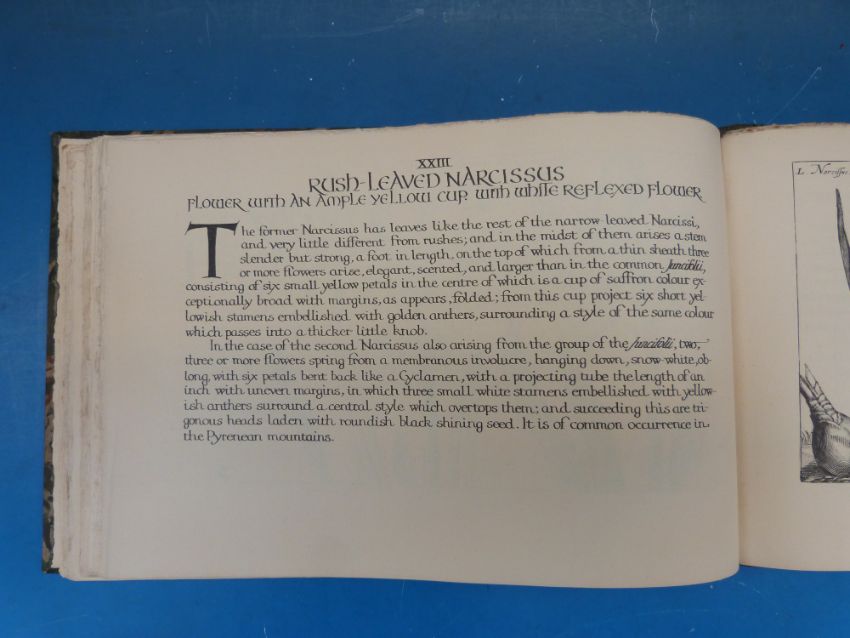 XXIII
RUSH-LEAVED NARCISSUS
FLOWER WITH AN AMPLE YELLOW CUP. WITH WHITE REFLEXED FLOWER
The former Narcissus has leaves like the rest of the narrow-leaved Narcissi,
and very little different from rushes; and in the midst of them arises a stem
slender but strong, a foot in length, on the top of which from a thin sheath three
or more flowers arise, elegant, scented, and larger than in the common Juncifolii,
consisting of six small yellow petals in the centre of which is a cup of saffron colour ex-
ceptionally broad with margins, as appears, folded; from this cup project six short yel-
lowish stamens embellished with golden anthers, surrounding a style of the same colour
which passes into a thicker little knob.
In the case of the second Narcissus also arising from the group of the Juncifolii, two,
three or more flowers spring from a membranous involucre, hanging down, snow-white, ob-
long, with six petals bent back like a Cyclamen, with a projecting tube the length of an
inch with uneven margins, in which three small white stamens embellished with yellow-
ish anthers surround a central style which overtops them; and succeeding this are tri-
gonous heads laden with roundish black shining seed. It is of common occurrence in
the Pyrenean mountains.
L Narcissus